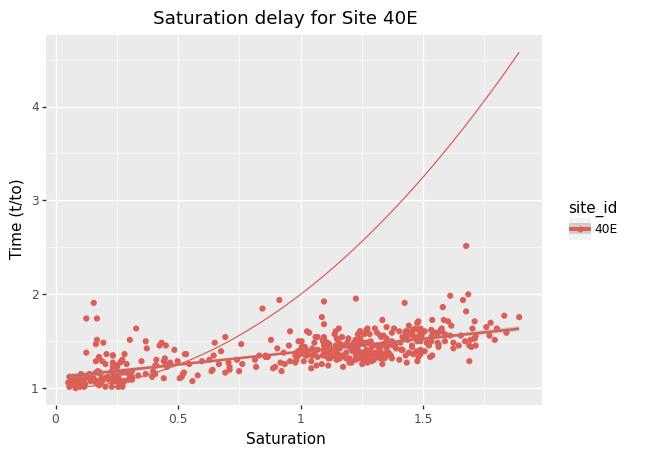 Saturation delay for Site 40E
4
3
2
1
Time (t/to)
0
0.5
1
1.5
Saturation
site_id
40E